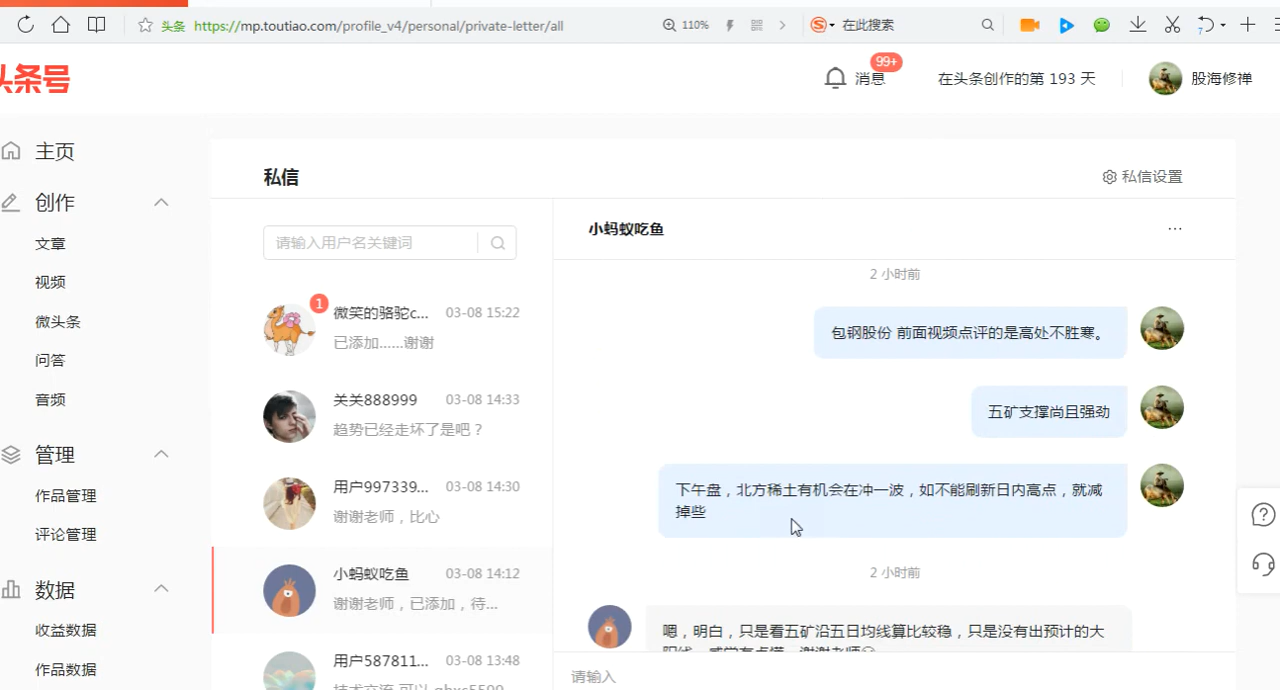 头条
https://mp.toutiao.com/profile_v4/personal/private-letter/all
110%
在此搜索
7
头条号
99+
消息
在头条创作的第 193 天
股海修禅
主页
创作
文章
视频
微头条
问答
音频
管理
作品管理
评论管理
数据
收益数据
作品数据
私信
私信设置
请输入用户名关键词
1
微笑的骆驼c... 03-08 15:22
已添加......谢谢
关关888999 03-08 14:33
趋势已经走坏了是吧？
用户997339... 03-08 14:30
谢谢老师，比心
小蚂蚁吃鱼 03-08 14:12
谢谢老师，已添加，待...
用户587811... 03-08 13:48
小蚂蚁吃鱼
...
2 小时前
包钢股份 前面视频点评的是高处不胜寒。
五矿支撑尚且强劲
下午盘，北方稀土有机会在冲一波，如不能刷新日内高点，就减
掉些
2 小时前
嗯，明白，只是看五矿沿五日均线算比较稳，只是没有出预计的大
请输入